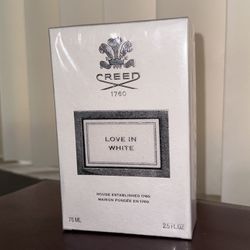 CREED
1760
LOVE IN
WHITE
HOUSE ESTABLISHED 1760
MAISON FONDÉE EN 1760
75 ML
2.5 FL.OZ